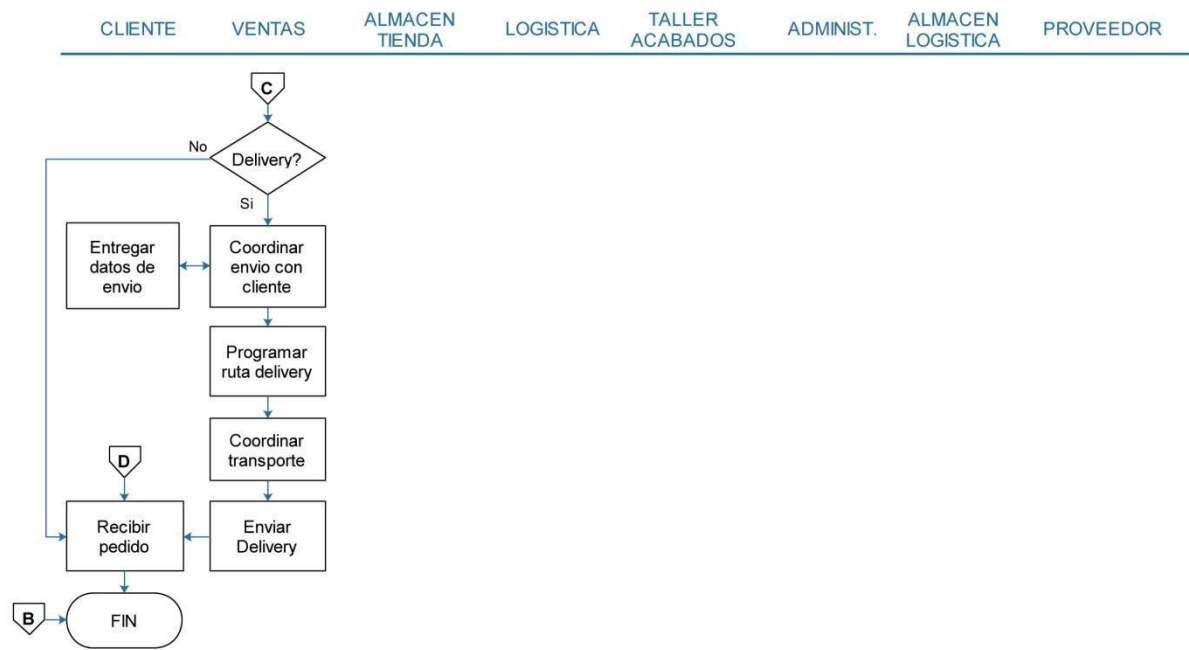 CLIENTE
VENTAS
ALMACEN
TIENDA
LOGISTICA
TALLER
ACABADOS
ADMINIST.
ALMACEN
LOGISTICA
PROVEEDOR
C
No
Delivery?
Si
Entregar
datos de
envio
Coordinar
envio con
cliente
Programar
ruta delivery
Coordinar
transporte
D
Recibir
pedido
Enviar
Delivery
B
FIN